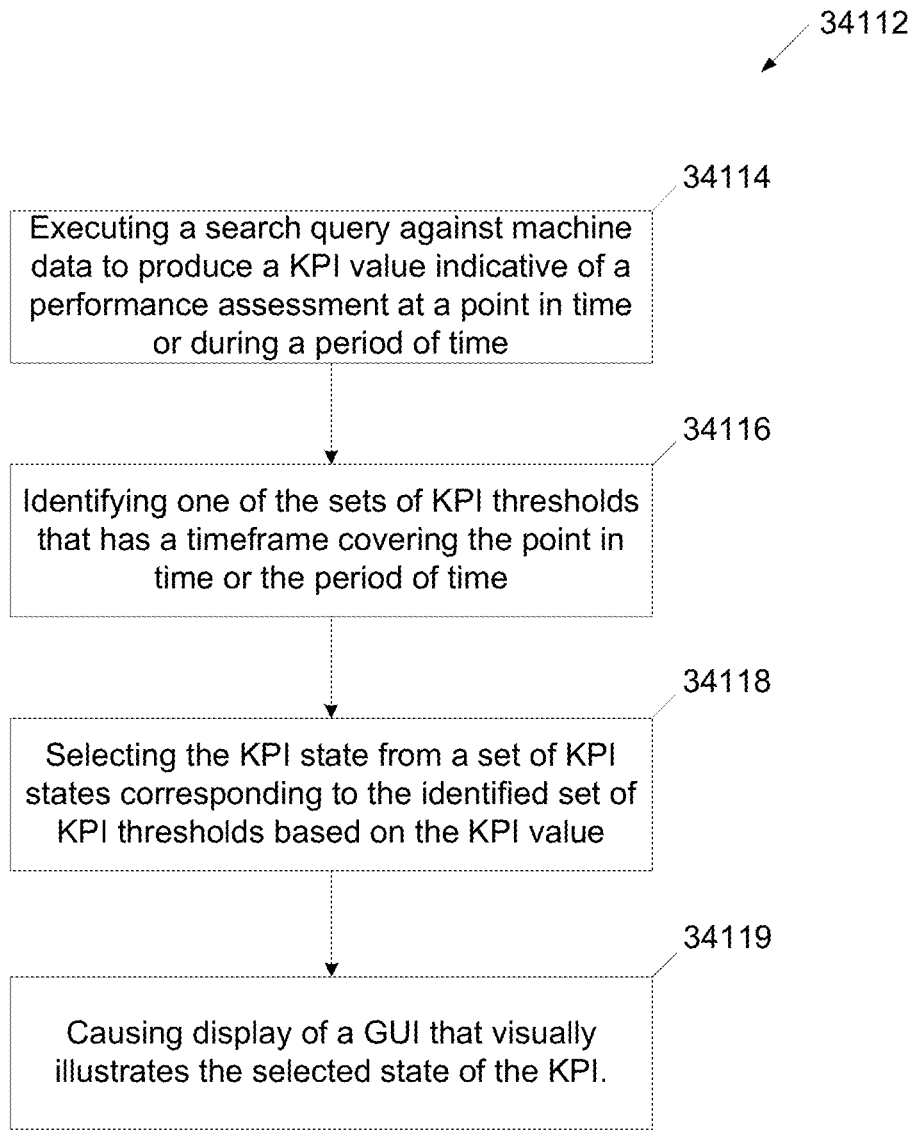 34112
34114
Executing a search query against machine
data to produce a KPI value indicative of a
performance assessment at a point in time
or during a period of time
34116
Identifying one of the sets of KPI thresholds
that has a timeframe covering the point in
time or the period of time
34118
Selecting the KPI state from a set of KPI
states corresponding to the identified set of
KPI thresholds based on the KPI value
34119
Causing display of a GUI that visually
illustrates the selected state of the KPI.